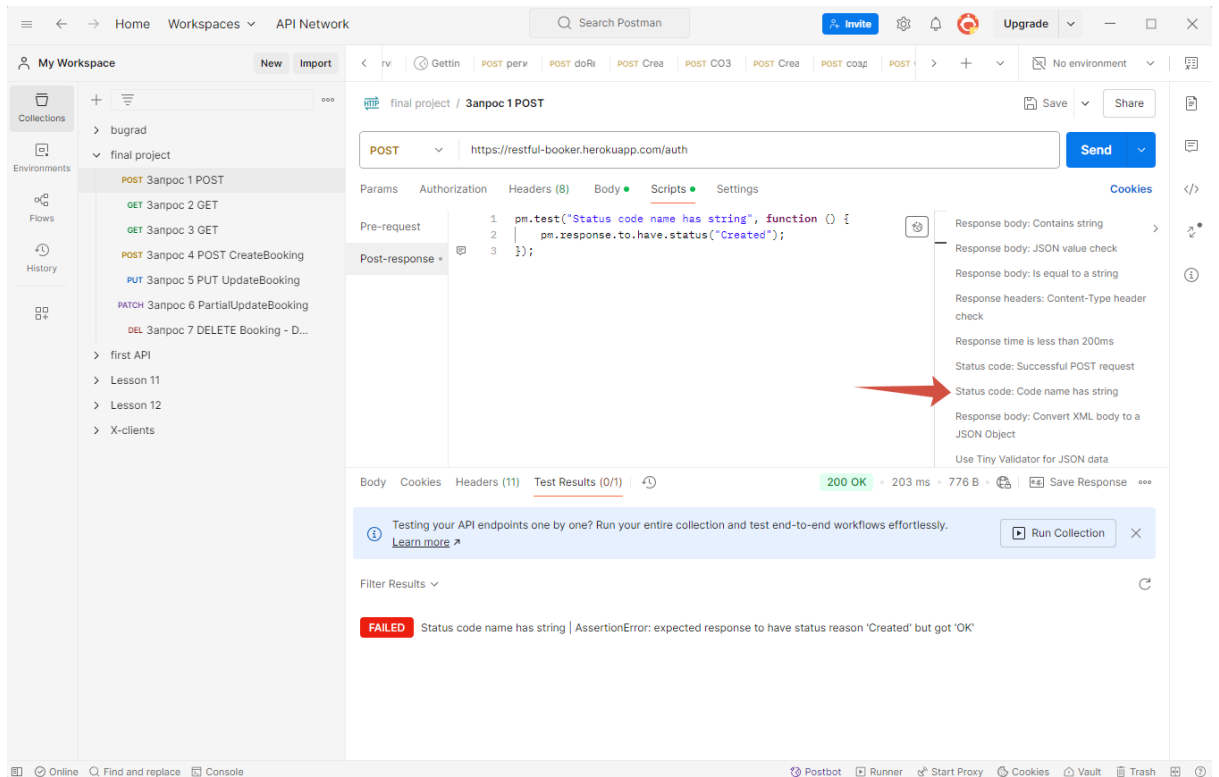 Home Workspaces API Network Search Postman Invite Upgrade
My Workspace New Import Gettin POST perv POST doRe POST Crea POST CO3 POST Crea POST созд POST No environment
Collections
Environments
Flows
History
bugrad
final project
POST Запрос 1 POST
GET Запрос 2 GET
GET Запрос 3 GET
POST Запрос 4 POST CreateBooking
PUT Запрос 5 PUT UpdateBooking
PATCH Запрос 6 PartialUpdateBooking
DEL Запрос 7 DELETE Booking - D...
first API
Lesson 11
Lesson 12
X-clients
HTTP final project / Запрос 1 POST Save Share
POST https://restful-booker.herokuapp.com/auth Send
Params Authorization Headers (8) Body Scripts Settings Cookies
Pre-request
Post-response
1 pm.test("Status code name has string", function () {
2 pm.response.to.have.status("Created");
3 });
Response body: Contains string
Response body: JSON value check
Response body: Is equal to a string
Response headers: Content-Type header
check
Response time is less than 200ms
Status code: Successful POST request
Status code: Code name has string
Response body: Convert XML body to a
JSON Object
Use Tiny Validator for JSON data
Body Cookies Headers (11) Test Results (0/1) 200 OK 203 ms 776 B Save Response
Testing your API endpoints one by one? Run your entire collection and test end-to-end workflows effortlessly.
Learn more
Run Collection
Filter Results
FAILED Status code name has string | AssertionError: expected response to have status reason 'Created' but got 'OK'
Online Find and replace Console Postbot Runner Start Proxy Cookies Vault Trash